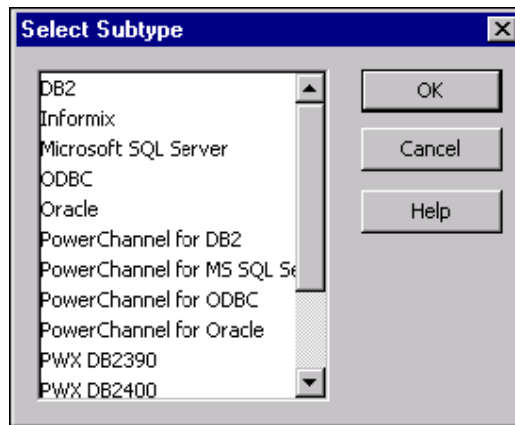 Select Subtype
DB2
Informix
Microsoft SQL Server
ODBC
Oracle
PowerChannel for DB2
PowerChannel for MS SQL Se
PowerChannel for ODBC
PowerChannel for Oracle
PWX DB2390
PWX DB2400
OK
Cancel
Help